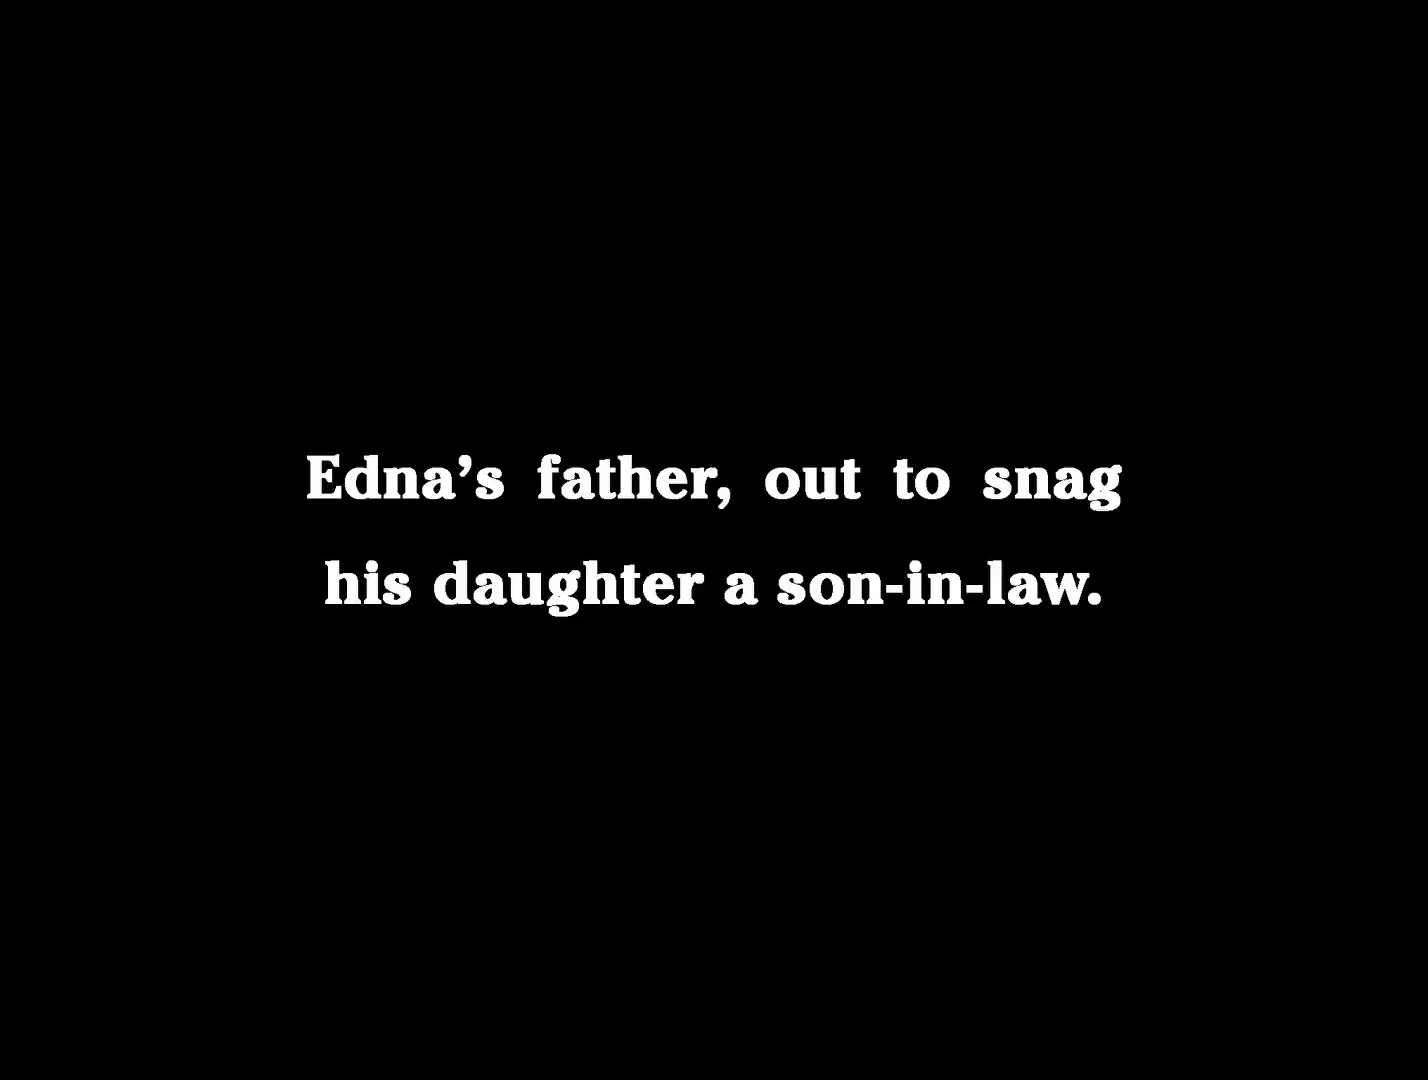 Edna’s father, out to snag
his daughter a son-in-law.